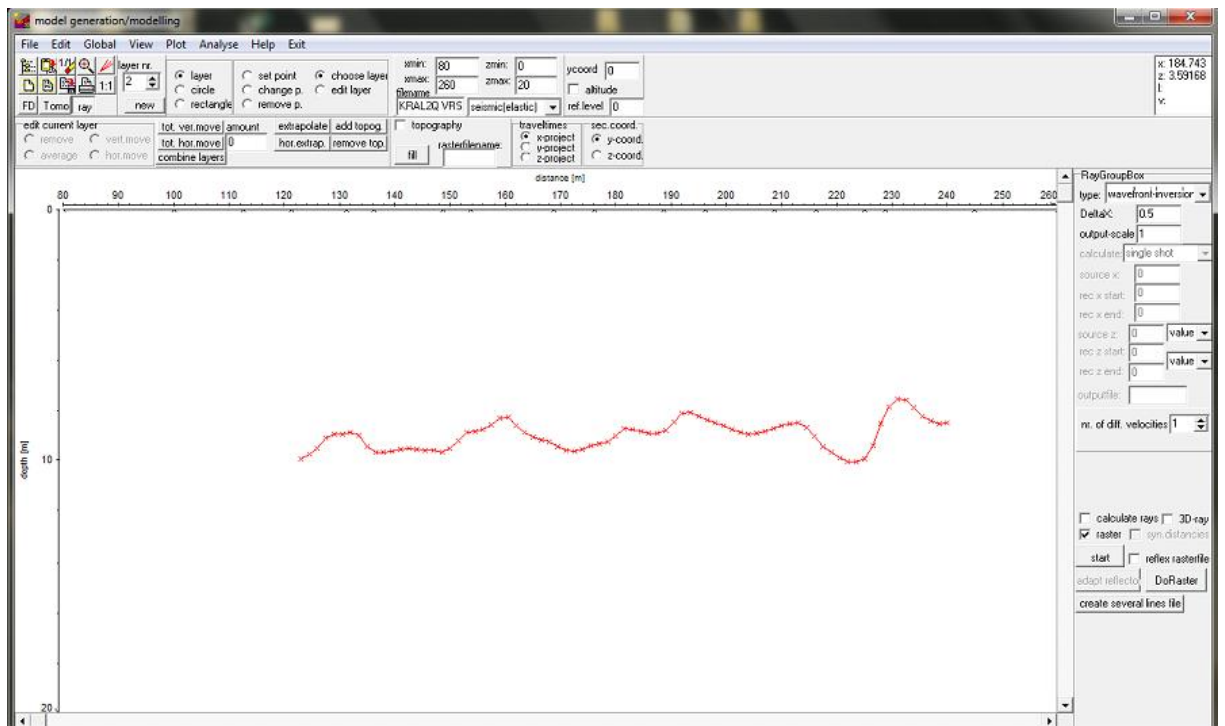 model generation/modelling
File Edit Global View Plot Analyse Help Exit
layer nr.
2
1:1
FD Tomo ray new
layer
circle
rectangle
set point
change p.
remove p.
choose layer
edit layer
xmin: 80 zmin: 0
xmax: 260 zmax: 20
filename
KRAL2Q VRS seismic(elastic)
ycoord 0
altitude
ref.level 0
x: 184.743
z: 3.59168
l:
v:
edit current layer
remove vert.move
average hor.move
tot. ver.move amount
tot. hor.move 0
combine layers
extrapolate add topog.
hor.extrap. remove top.
topography
fill rasterfilename:
traveltimes
x-project
y-project
z-project
sec.coord.
y-coord.
z-coord.
distance [m]
80 90 100 110 120 130 140 150 160 170 180 190 200 210 220 230 240 250 260
0
10
20
depth [m]
RayGroupBox
type: wavefront-inversior
DeltaX: 0.5
output-scale 1
calculate: single shot
source x: 0
rec x start: 0
rec x end: 0
source z: 0 value
rec z start: 0
value
rec z end: 0
outputfile:
nr. of diff. velocities 1
calculate rays 3D-ray
raster syn.distancies
start reflex rasterfile
adapt reflecto DoRaster
create several lines file